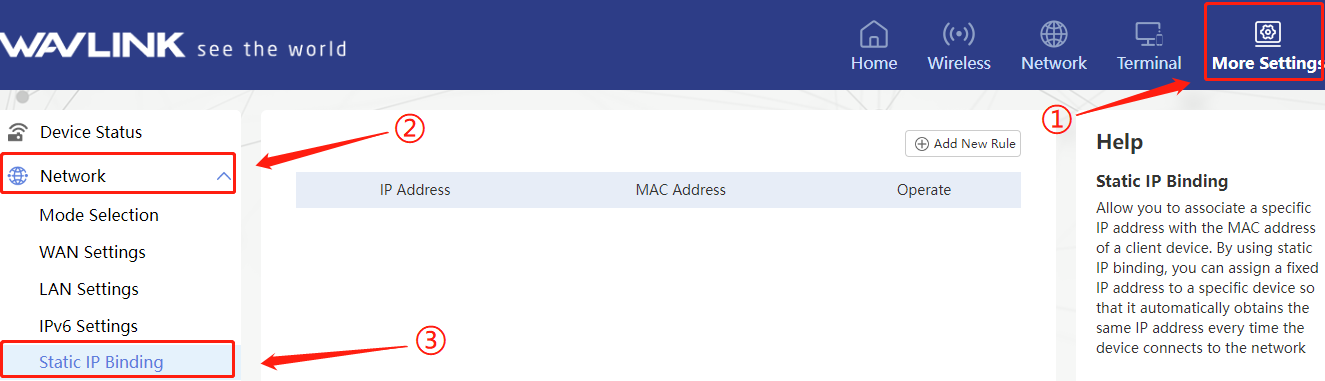 WAVLINK see the world
Home
Wireless
Network
Terminal
More Settings
①
Device Status
Network
Mode Selection
WAN Settings
LAN Settings
IPv6 Settings
Static IP Binding
②
③
Add New Rule
IP Address MAC Address Operate
Help
Static IP Binding
Allow you to associate a specific
IP address with the MAC address
of a client device. By using static
IP binding, you can assign a fixed
IP address to a specific device so
that it automatically obtains the
same IP address every time the
device connects to the network